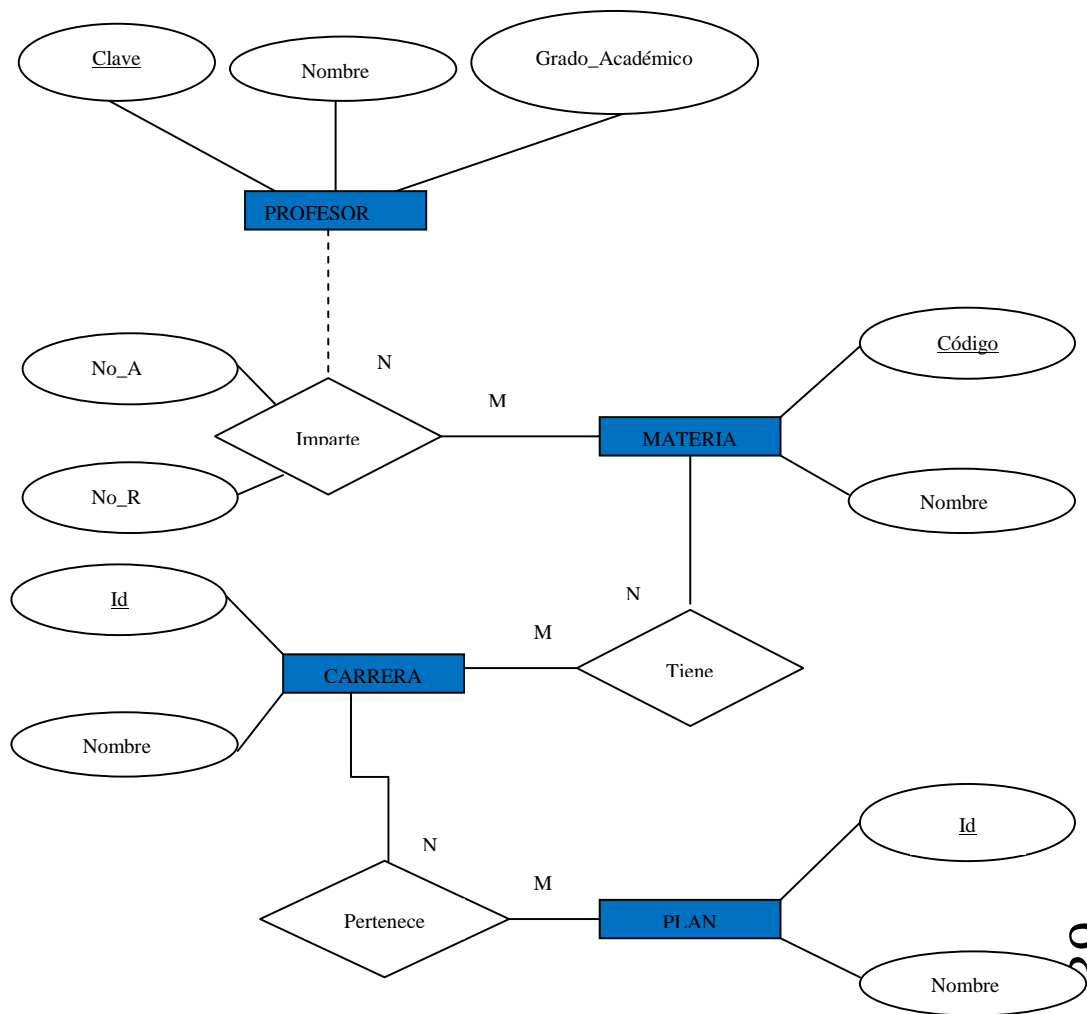 Clave
Nombre
Grado_Académico
PROFESOR
No_A
N
M
Código
Imparte
MATERIA
No_R
Nombre
Id
N
M
CARRERA
Tiene
Nombre
Id
N
M
Pertenece
PLAN
Nombre